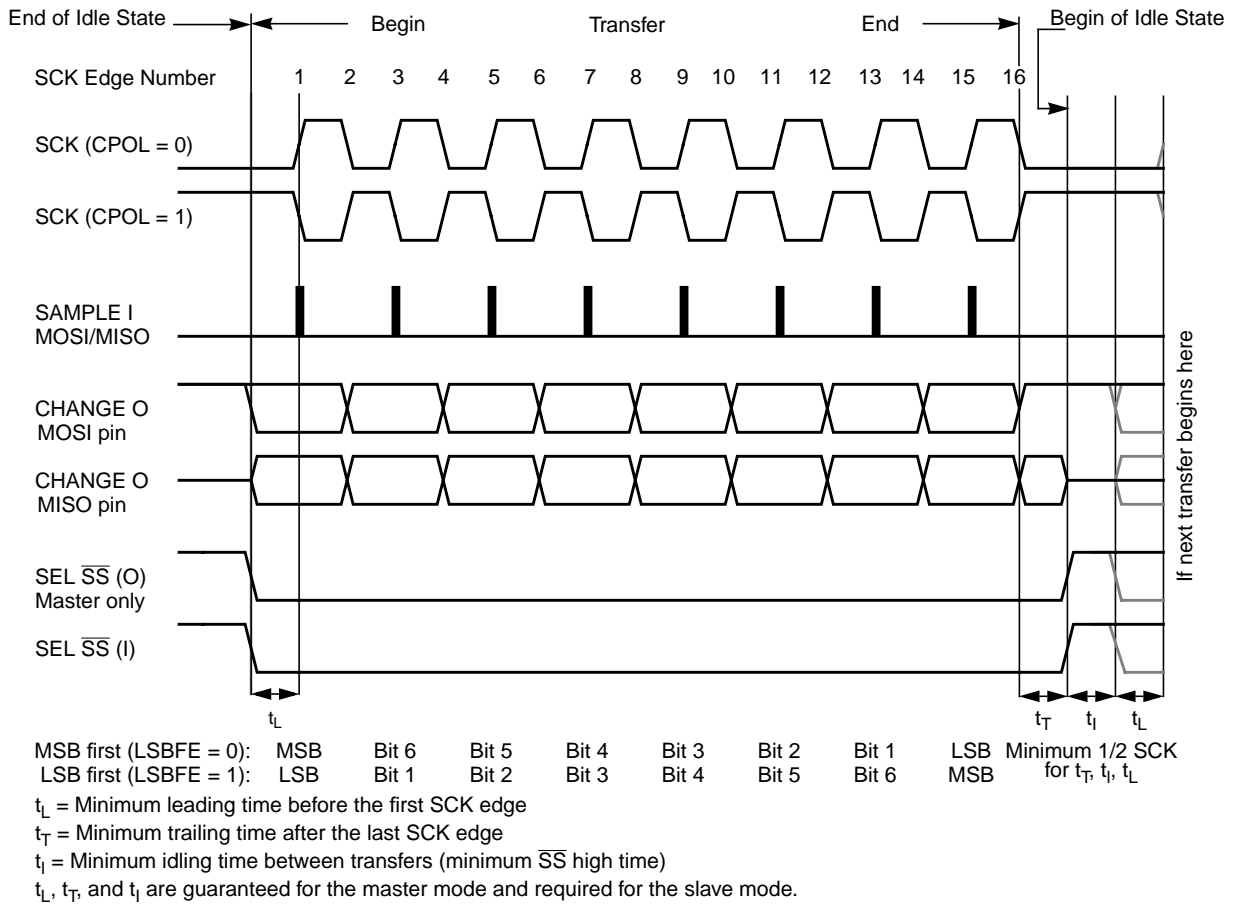 End of Idle State
Begin
Transfer
End
Begin of Idle State
SCK Edge Number
1 2 3 4 5 6 7 8 9 10 11 12 13 14 15 16
SCK (CPOL = 0)
SCK (CPOL = 1)
SAMPLE I
MOSI/MISO
CHANGE O
MOSI pin
CHANGE O
MISO pin
SEL S̅S̅ (O)
Master only
SEL S̅S̅ (I)
If next transfer begins here
tL
tT tI tL
MSB first (LSBFE = 0): MSB Bit 6 Bit 5 Bit 4 Bit 3 Bit 2 Bit 1 LSB
LSB first (LSBFE = 1): LSB Bit 1 Bit 2 Bit 3 Bit 4 Bit 5 Bit 6 MSB
Minimum 1/2 SCK
for tT, tI, tL
tL = Minimum leading time before the first SCK edge
tT = Minimum trailing time after the last SCK edge
tI = Minimum idling time between transfers (minimum S̅S̅ high time)
tL, tT, and tI are guaranteed for the master mode and required for the slave mode.